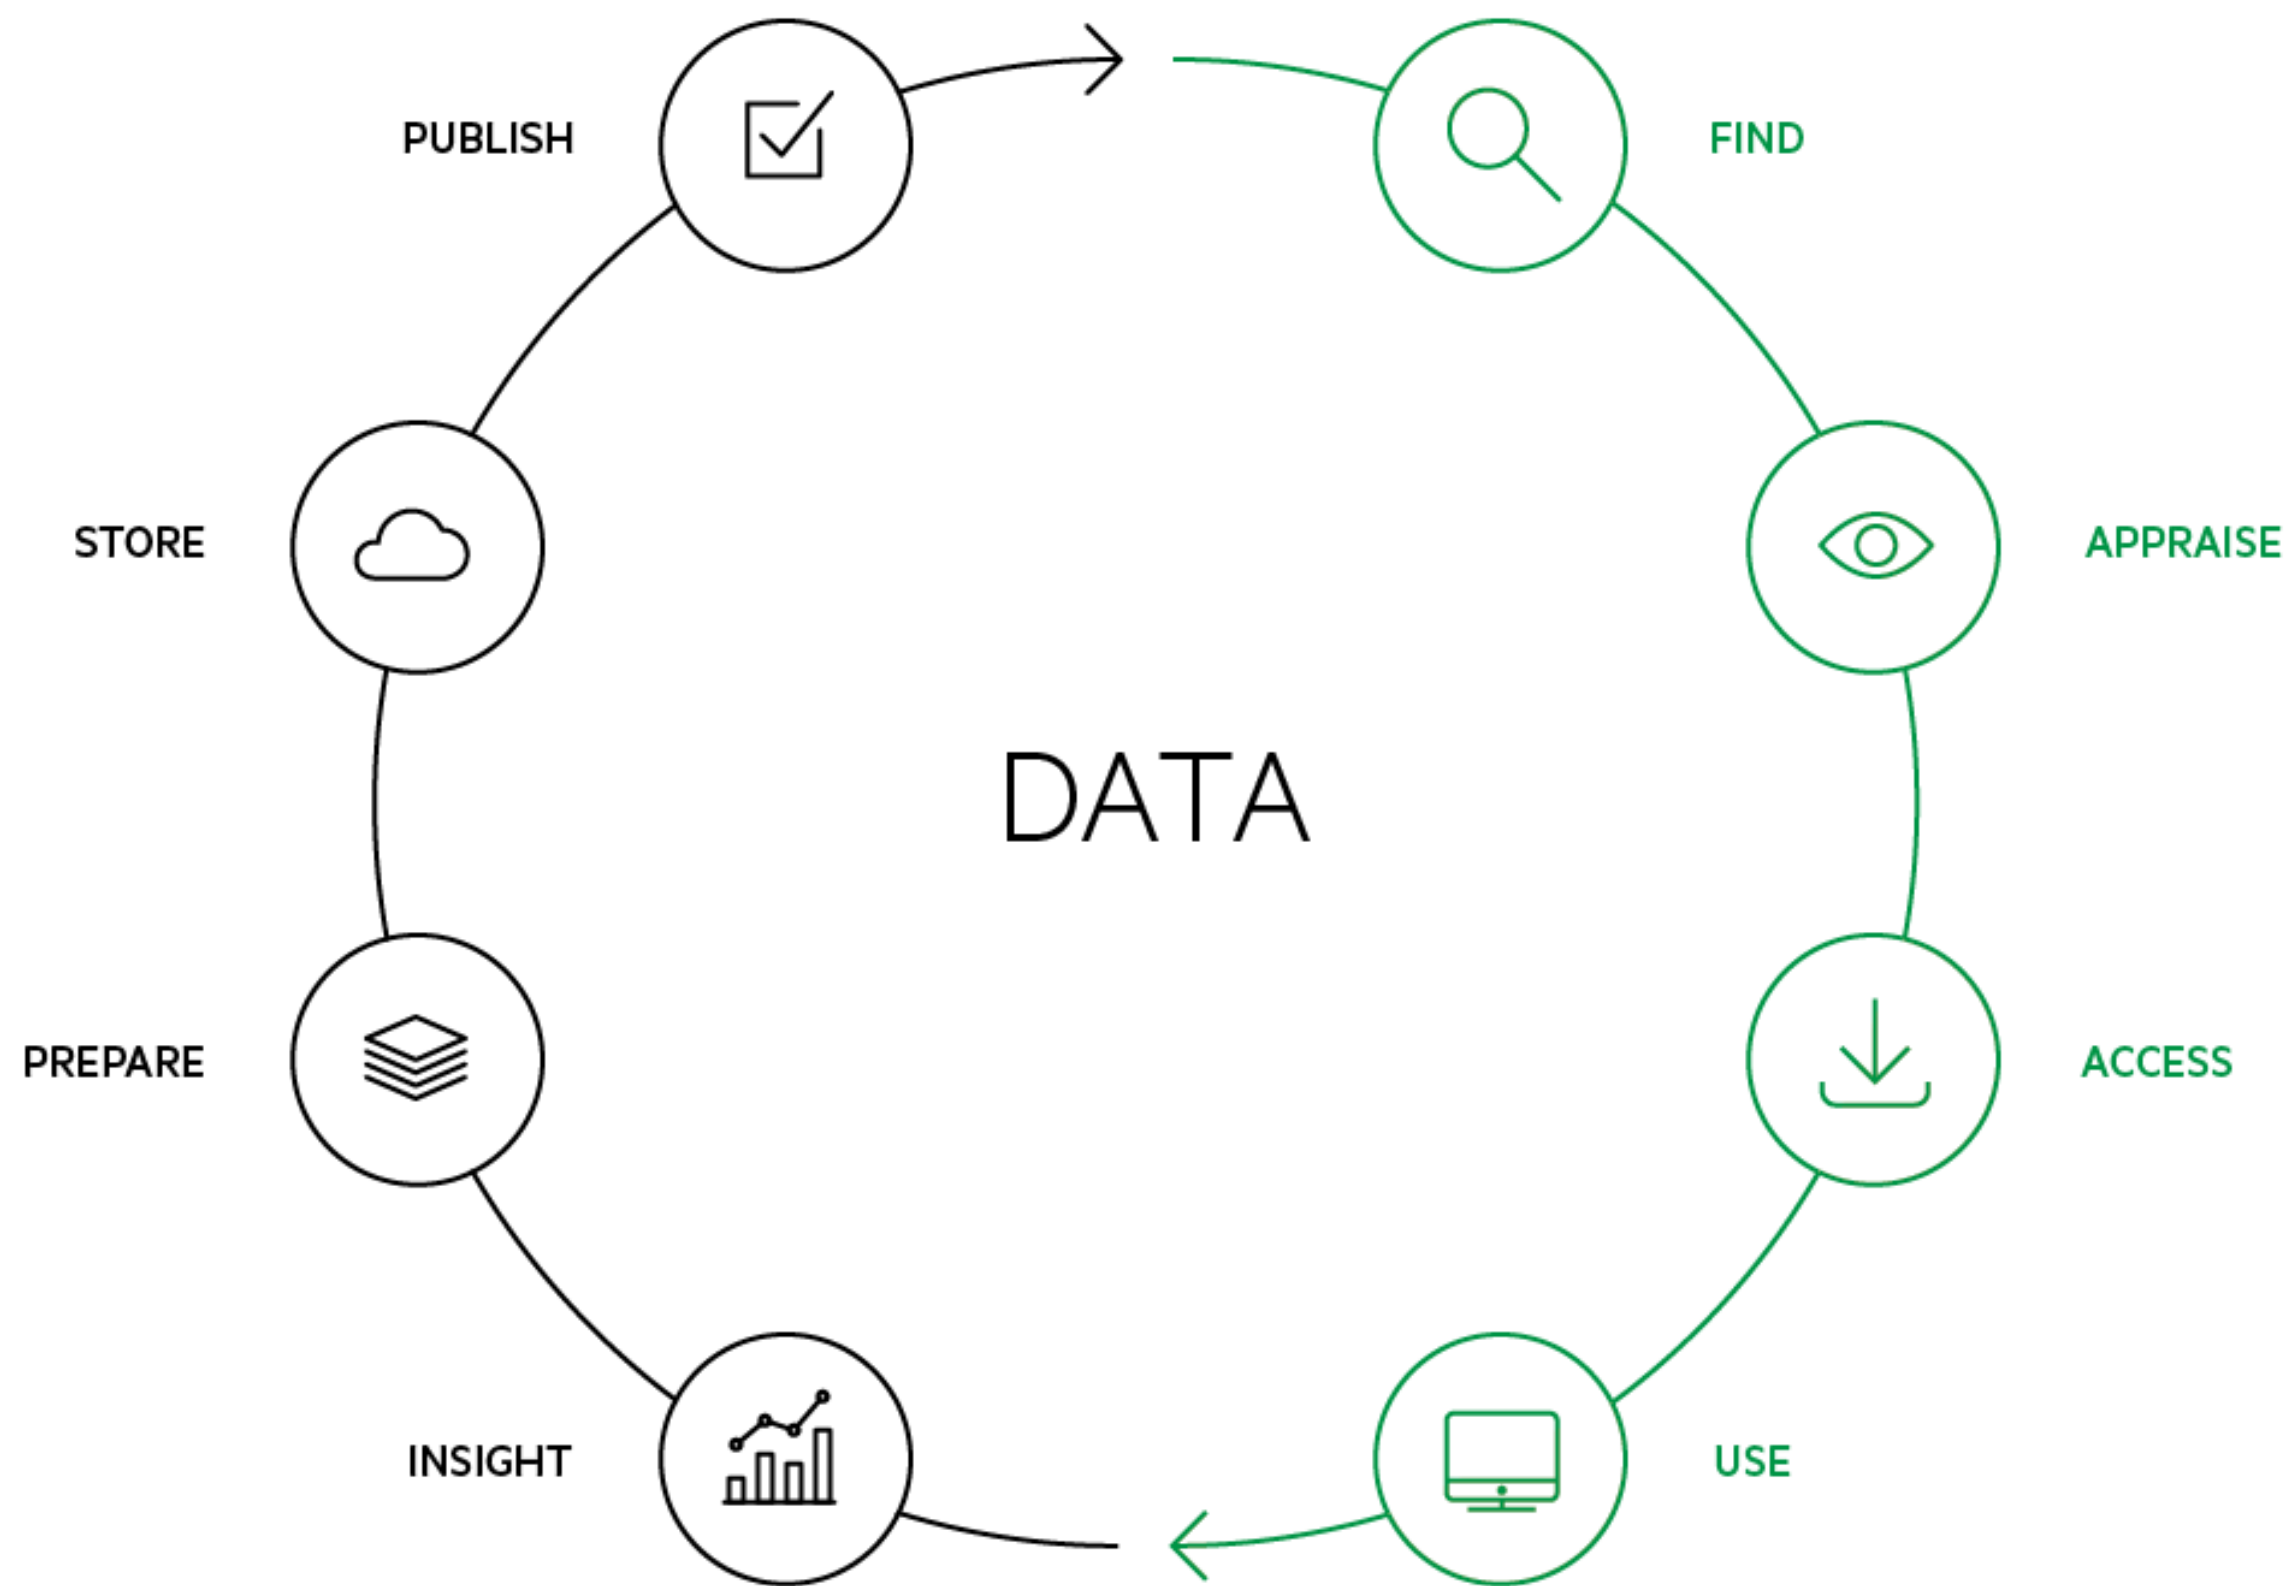 PUBLISH
FIND
STORE
APPRAISE
DATA
PREPARE
ACCESS
INSIGHT
USE